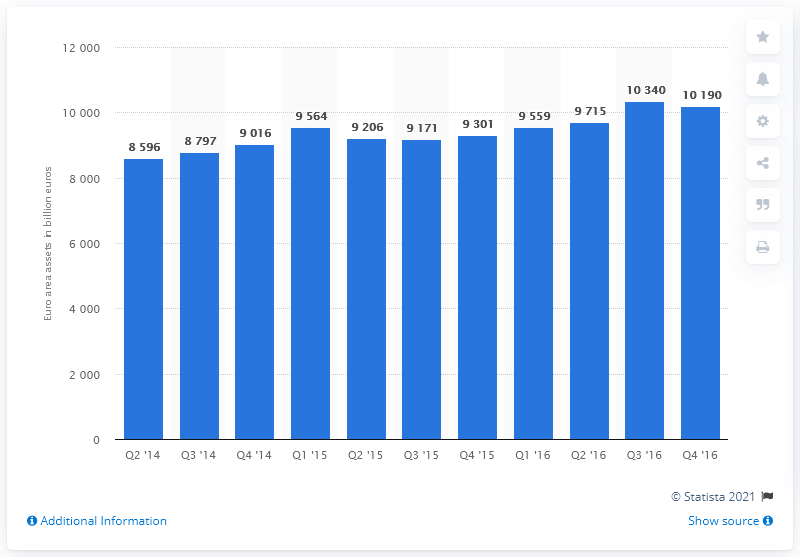 12 000
10 000
8 000
6 000
4 000
2 000
0
Euro area assets in billion euros
8 596
8 797
9 016
9 564
9 206
9 171
9 301
9 559
9 715
10 340
10 190
Q2 '14
Q3 '14
Q4 '14
Q1 '15
Q2 '15
Q3 '15
Q4 '15
Q1 '16
Q2 '16
Q3 '16
Q4 '16
© Statista 2021
Additional Information
Show source